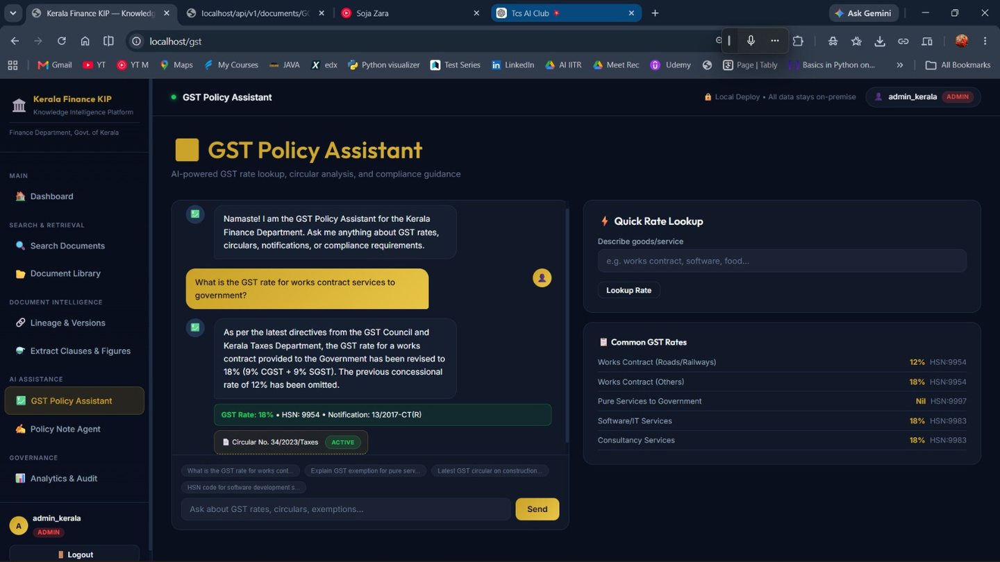 Kerala Finance KIP — Knowledg
localhost/api/v1/documents/GO
Soja Zara
Tcs AI Club
Ask Gemini
localhost/gst
Gmail
YT
YT M
Maps
My Courses
JAVA
edx
Python visualizer
Test Series
LinkedIn
AI IITR
Meet Rec
Udemy
Page | Tably
Basics in Python on...
All Bookmarks
Kerala Finance KIP
Knowledge Intelligence Platform
Finance Department, Govt. of Kerala
MAIN
Dashboard
SEARCH & RETRIEVAL
Search Documents
Document Library
DOCUMENT INTELLIGENCE
Lineage & Versions
Extract Clauses & Figures
AI ASSISTANCE
GST Policy Assistant
Policy Note Agent
GOVERNANCE
Analytics & Audit
A
admin_kerala
ADMIN
Logout
GST Policy Assistant
Local Deploy • All data stays on-premise
admin_kerala ADMIN
GST Policy Assistant
AI-powered GST rate lookup, circular analysis, and compliance guidance
Namaste! I am the GST Policy Assistant for the Kerala
Finance Department. Ask me anything about GST rates,
circulars, notifications, or compliance requirements.
What is the GST rate for works contract services to
government?
As per the latest directives from the GST Council and
Kerala Taxes Department, the GST rate for a works
contract provided to the Government has been revised to
18% (9% CGST + 9% SGST). The previous concessional
rate of 12% has been omitted.
GST Rate: 18% • HSN: 9954 • Notification: 13/2017-CT(R)
Circular No. 34/2023/Taxes ACTIVE
What is the GST rate for works cont...
Explain GST exemption for pure serv...
Latest GST circular on construction...
HSN code for software development s...
Ask about GST rates, circulars, exemptions...
Send
Quick Rate Lookup
Describe goods/service
e.g. works contract, software, food...
Lookup Rate
Common GST Rates
Works Contract (Roads/Railways) 12% HSN:9954
Works Contract (Others) 18% HSN:9954
Pure Services to Government Nil HSN:9997
Software/IT Services 18% HSN:9983
Consultancy Services 18% HSN:9983